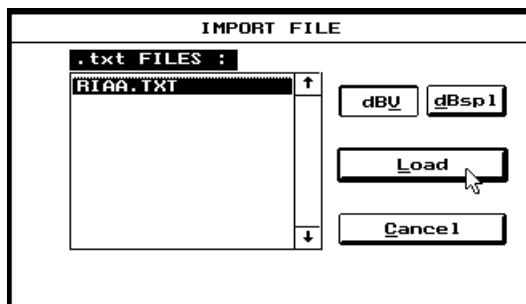 IMPORT FILE
.txt FILES :
RIAA.TXT
dBV dBspl
Load
Cancel